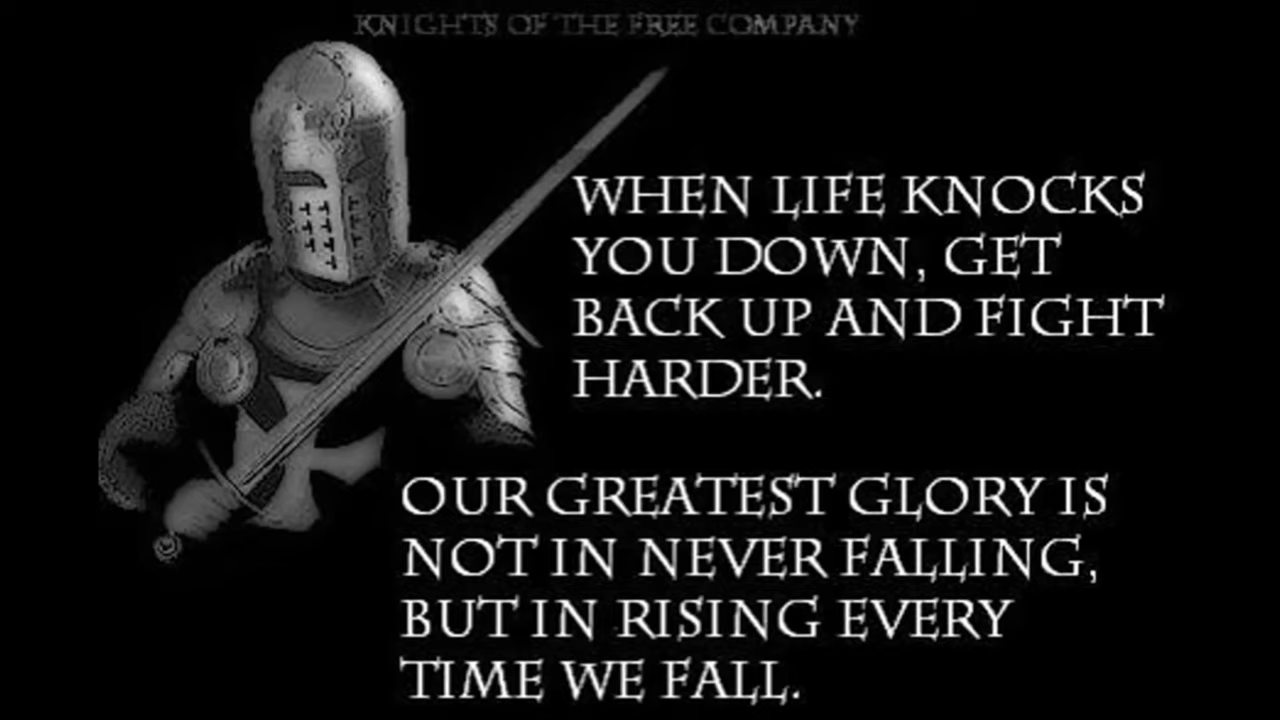 KNIGHTS OF THE FREE COMPANY
WHEN LIFE KNOCKS
YOU DOWN, GET
BACK UP AND FIGHT
HARDER.
OUR GREATEST GLORY IS
NOT IN NEVER FALLING,
BUT IN RISING EVERY
TIME WE FALL.